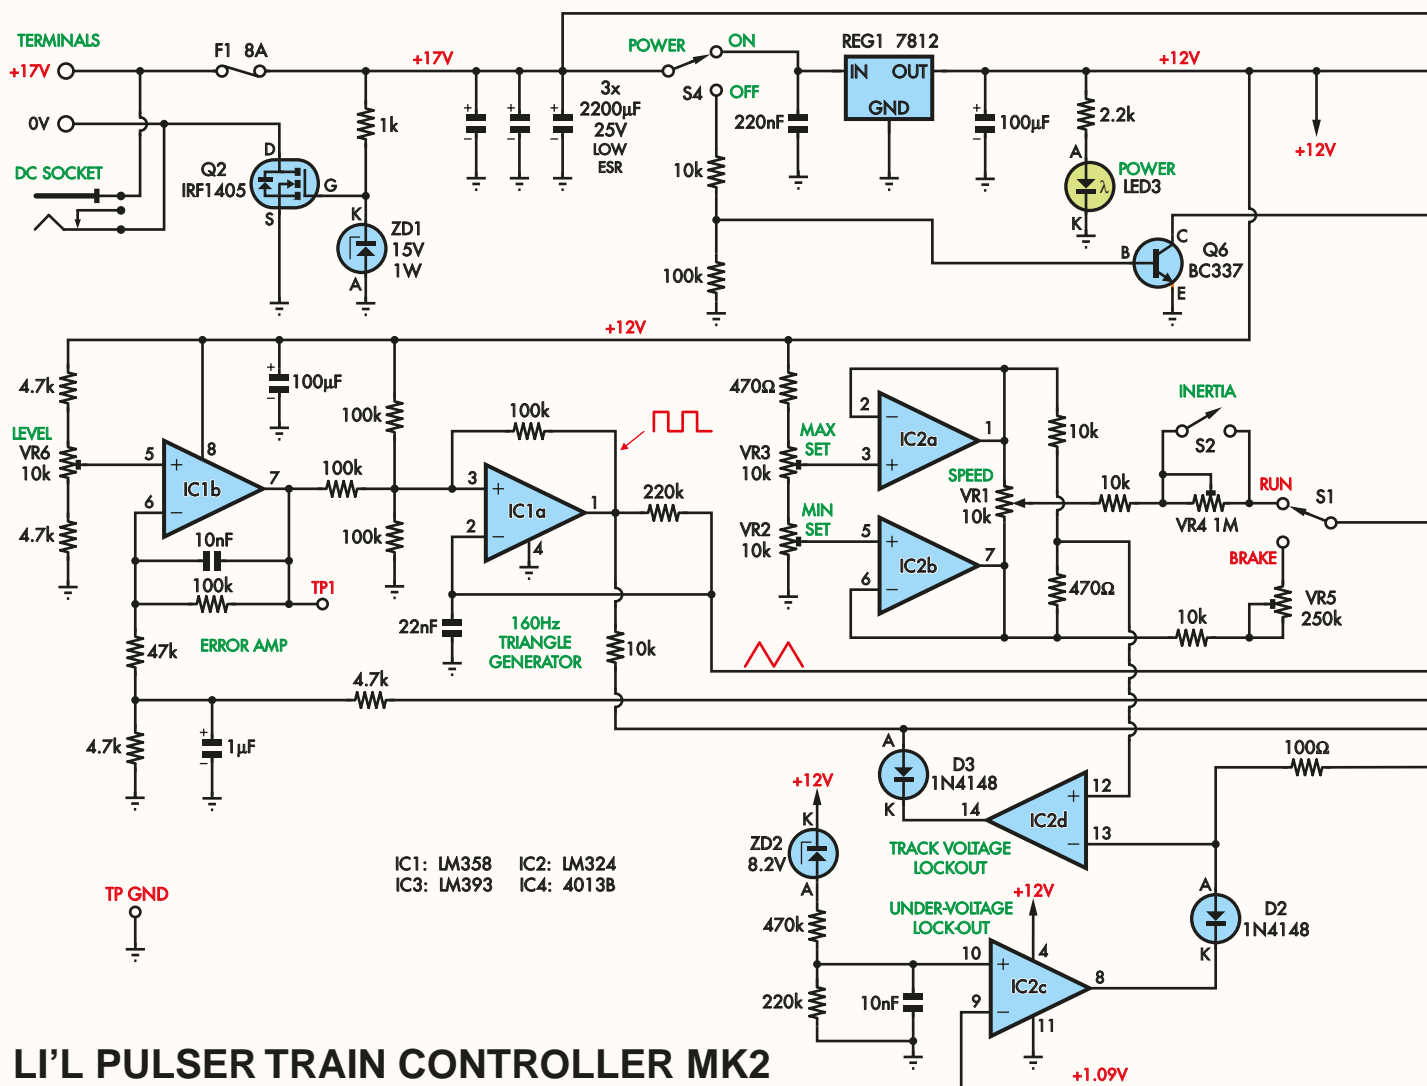 TERMINALS
+17V
F1 8A
+17V
POWER
ON
REG1 7812
IN OUT
GND
+12V
S4
OFF
0V
1k
3x
2200µF
25V
LOW
ESR
+
−
+
−
+
−
220nF
+
−
100µF
2.2k
+12V
DC SOCKET
Q2
IRF1405
D
G
S
K
ZD1
15V
1W
A
10k
100k
A
POWER
LED3
λ
K
B
C
Q6
BC337
E
+12V
4.7k
+
−
100µF
100k
100k
470Ω
INERTIA
S2
LEVEL
VR6
10k
5
+
8
IC1b
7
6
−
100k
3
+
IC1a
1
2
−
4
220k
MAX
SET
VR3
10k
2
−
IC2a
1
3
+
10k
SPEED
VR1
10k
10k
VR4 1M
RUN
S1
BRAKE
4.7k
10nF
100k
TP1
100k
MIN
SET
VR2
10k
5
+
IC2b
7
6
−
470Ω
VR5
250k
10k
ERROR AMP
47k
22nF
160Hz
TRIANGLE
GENERATOR
10k
4.7k
4.7k
+
−
1µF
A
D3
1N4148
K
14
IC2d
12
+
13
−
100Ω
+12V
K
ZD2
8.2V
A
TRACK VOLTAGE
LOCKOUT
IC1: LM358 IC2: LM324
IC3: LM393 IC4: 4013B
TP GND
470k
UNDER-VOLTAGE
LOCK-OUT
+12V
A
D2
1N4148
K
10
+
4
IC2c
8
9
−
11
220k
10nF
+1.09V
LI'L PULSER TRAIN CONTROLLER MK2